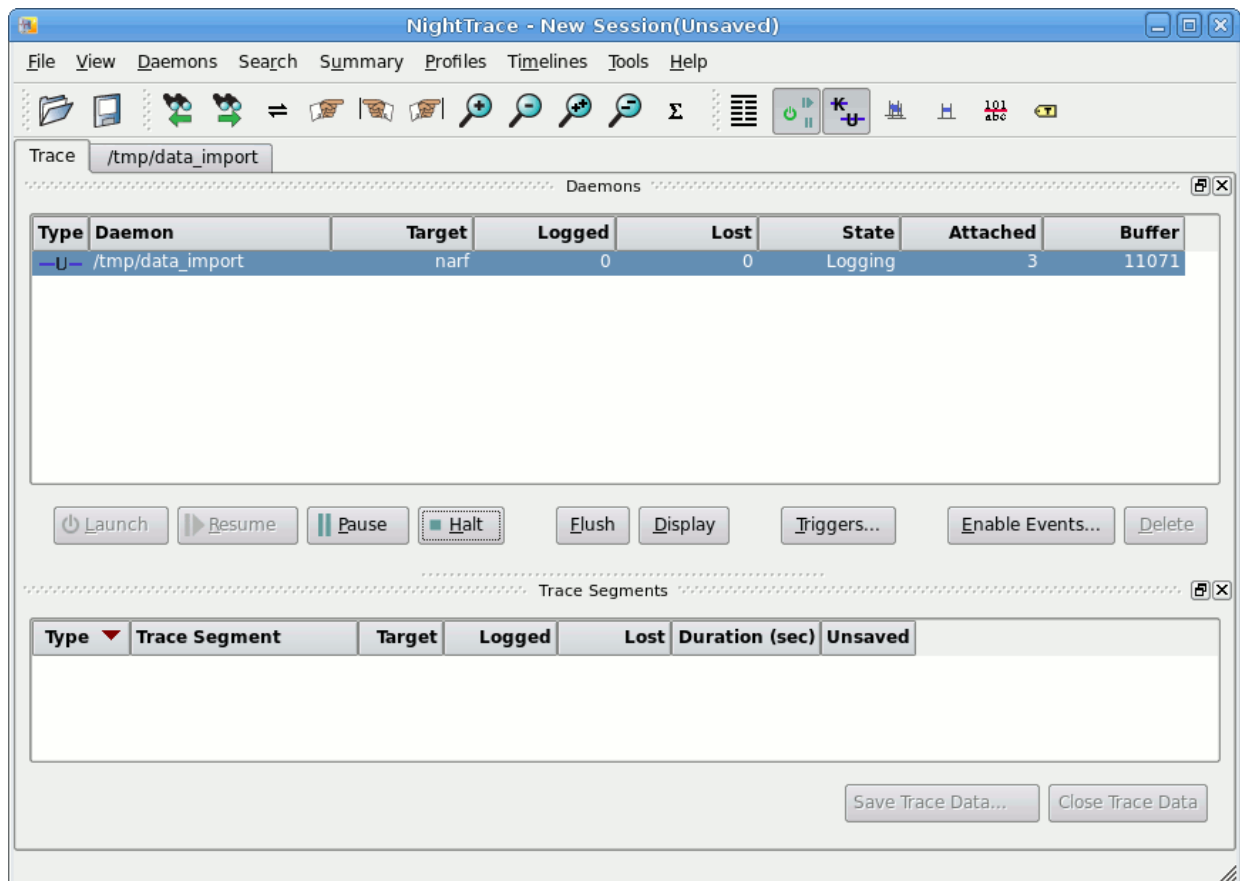 NightTrace - New Session(Unsaved)
File View Daemons Search Summary Profiles Timelines Tools Help
Σ K U 101 abc T
Trace /tmp/data_import
Daemons
Type Daemon Target Logged Lost State Attached Buffer
U /tmp/data_import narf 0 0 Logging 3 11071
Launch Resume Pause Halt Flush Display Triggers... Enable Events... Delete
Trace Segments
Type Trace Segment Target Logged Lost Duration (sec) Unsaved
Save Trace Data... Close Trace Data